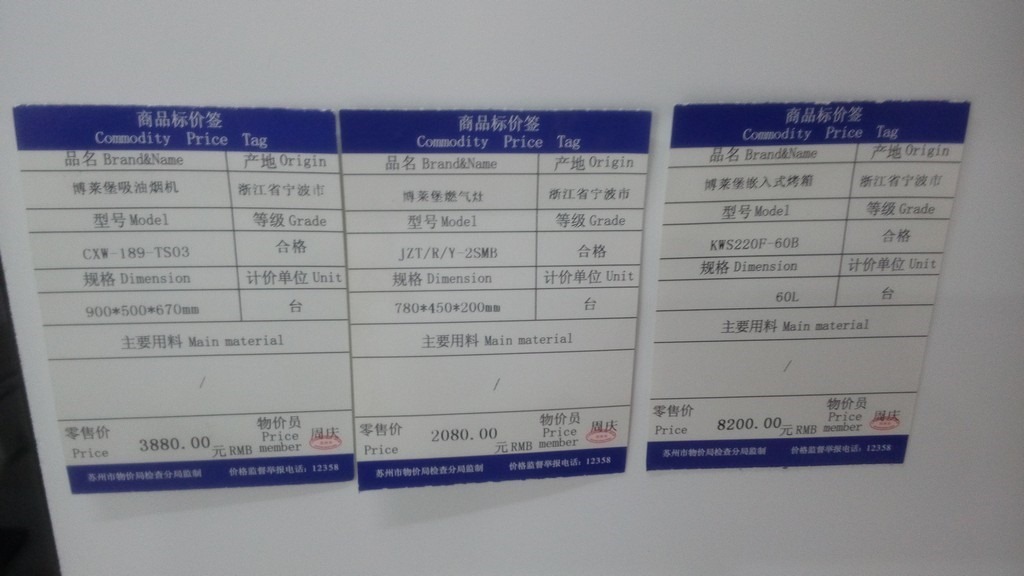 商品标价签
Commodity Price Tag
品名 Brand&Name 产地 Origin
博莱堡吸油烟机 浙江省宁波市
型号 Model 等级 Grade
CXW-189-TS03 合格
规格 Dimension 计价单位 Unit
900*500*670mm 台
主要用料 Main material
/
零售价 Price 3880.00 元 RMB 物价员 Price member 周庆
苏州市物价局检查分局监制 价格监督举报电话：12358
商品标价签
Commodity Price Tag
品名 Brand&Name 产地 Origin
博莱堡燃气灶 浙江省宁波市
型号 Model 等级 Grade
JZT/R/Y-2SMB 合格
规格 Dimension 计价单位 Unit
780*450*200mm 台
主要用料 Main material
/
零售价 Price 2080.00 元 RMB 物价员 Price member 周庆
苏州市物价局检查分局监制 价格监督举报电话：12358
商品标价签
Commodity Price Tag
品名 Brand&Name 产地 Origin
博莱堡嵌入式烤箱 浙江省宁波市
型号 Model 等级 Grade
KWS220F-60B 合格
规格 Dimension 计价单位 Unit
60L 台
主要用料 Main material
/
零售价 Price 8200.00 元 RMB 物价员 Price member 周庆
苏州市物价局检查分局监制 价格监督举报电话：12358